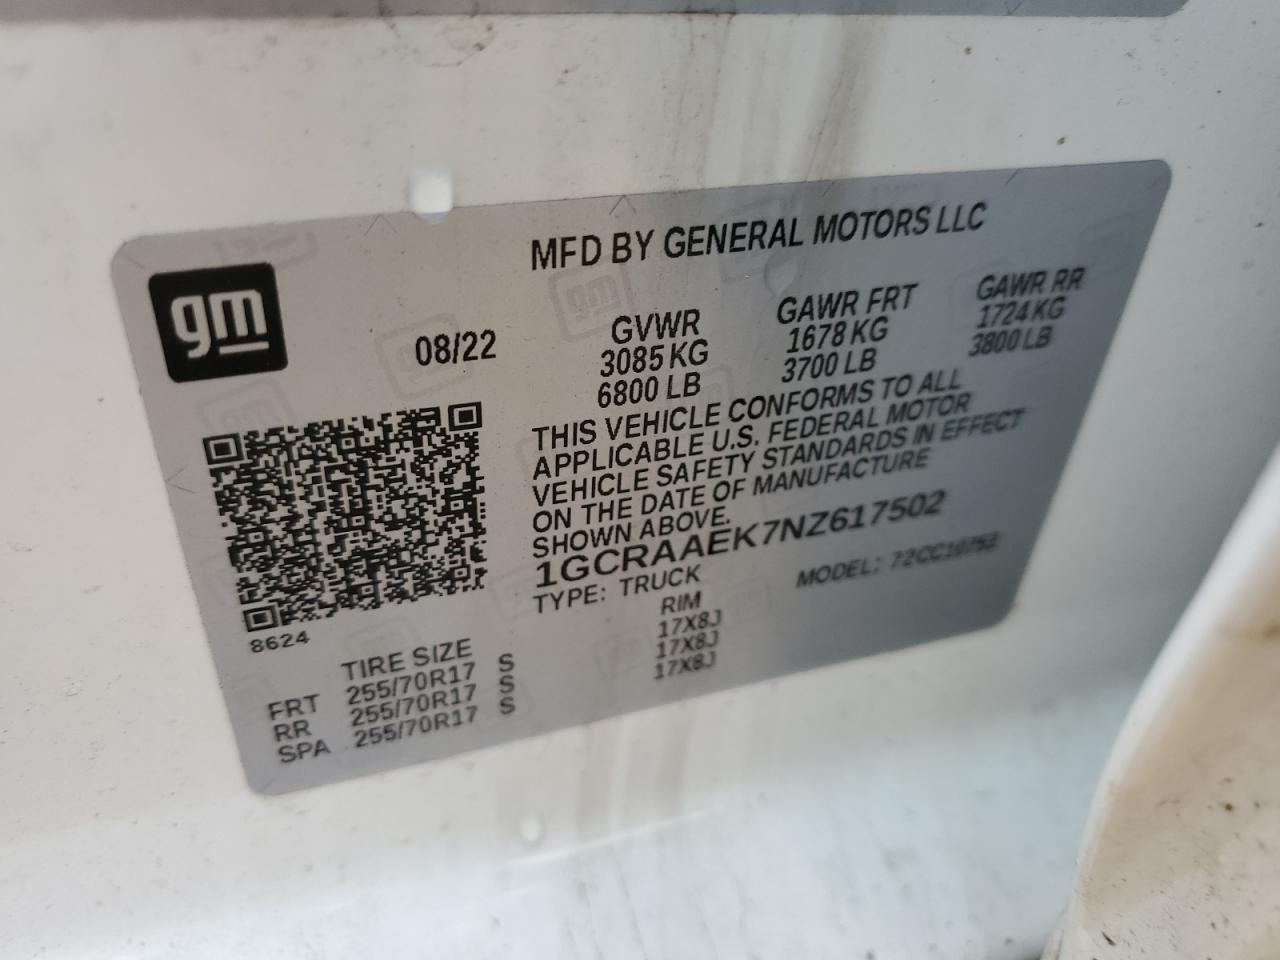 gm
MFD BY GENERAL MOTORS LLC
08/22
GVWR GAWR FRT GAWR RR
3085 KG 1678 KG 1724 KG
6800 LB 3700 LB 3800 LB
THIS VEHICLE CONFORMS TO ALL
APPLICABLE U.S. FEDERAL MOTOR
VEHICLE SAFETY STANDARDS IN EFFECT
ON THE DATE OF MANUFACTURE
SHOWN ABOVE.
1GCRAAEK7NZ617502
TYPE: TRUCK MODEL:
8624
TIRE SIZE RIM
FRT 255/70R17 S 17X8J
RR 255/70R17 S 17X8J
SPA 255/70R17 S 17X8J